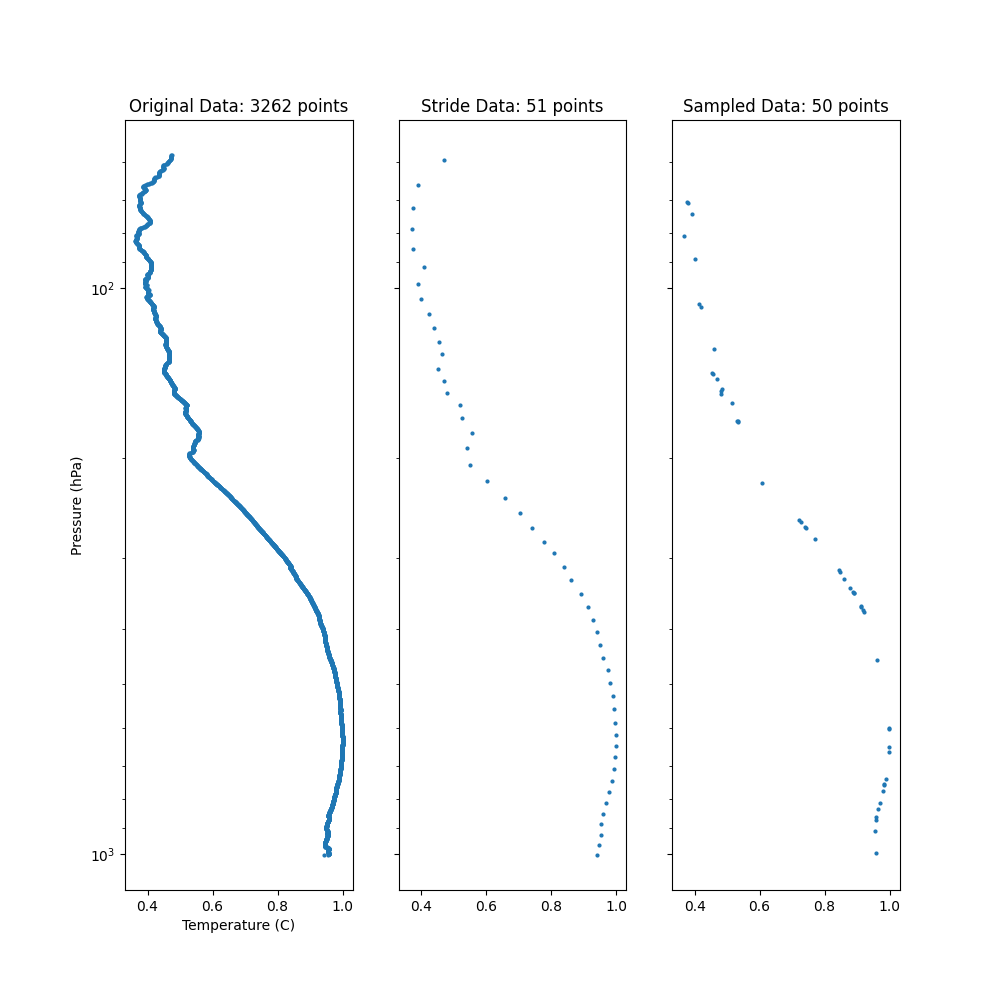 Original Data: 3262 points
Stride Data: 51 points
Sampled Data: 50 points
Pressure (hPa)
10²
10³
0.4 0.6 0.8 1.0
0.4 0.6 0.8 1.0
0.4 0.6 0.8 1.0
Temperature (C)